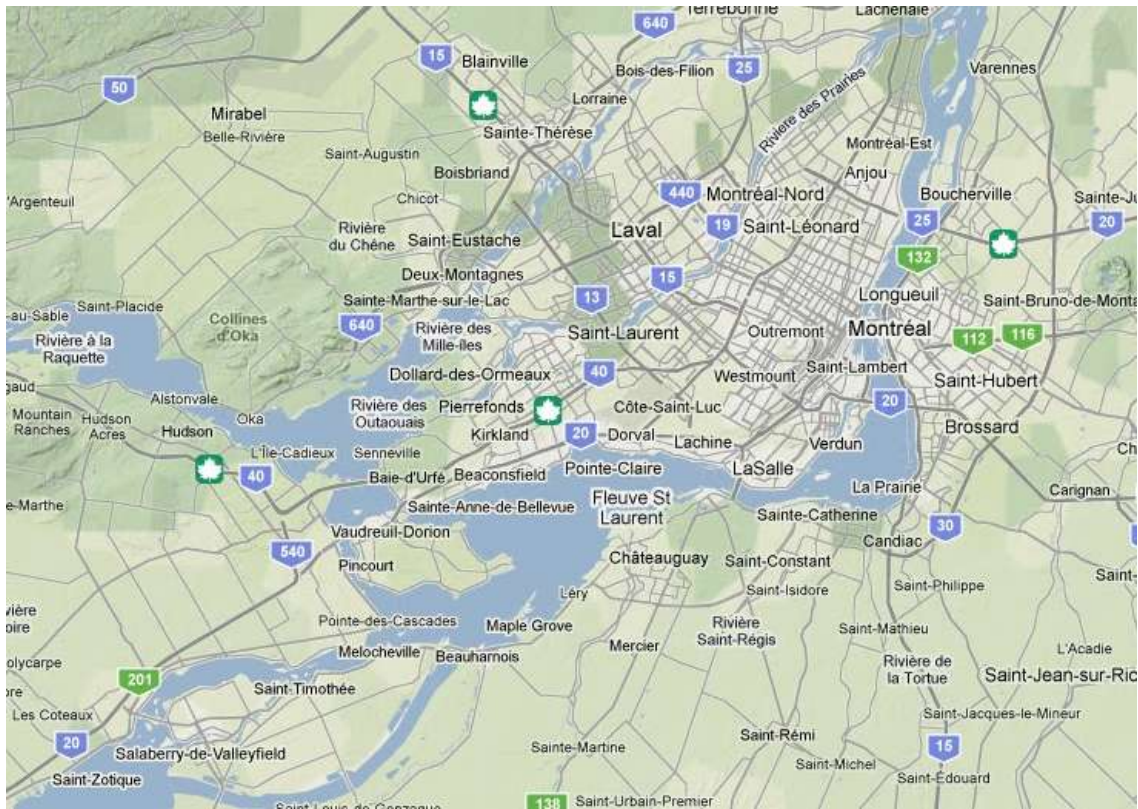 Terrebonne
Lachenaie
640
15
Blainville
25
Varennes
50
Bois-des-Filion
Lorraine
Mirabel
Belle-Rivière
Sainte-Thérèse
Rivière des Prairies
Montréal-Est
Saint-Augustin
Boisbriand
Anjou
440
Montréal-Nord
Boucherville
'Argenteuil
Chicot
Sainte-Ju
19
Saint-Léonard
25
20
Rivière
du Chêne
Saint-Eustache
Laval
132
Deux-Montagnes
15
Saint-Placide
Sainte-Marthe-sur-le-Lac
13
Longueuil
Saint-Bruno-de-Monta
-au-Sable
Collines
d'Oka
640
Rivière des
Mille-îles
Saint-Laurent
Outremont
Montréal
112
116
Rivière à la
Raquette
Dollard-des-Ormeaux
40
Westmount
Saint-Lambert
Saint-Hubert
gaud
Alstonvale
Oka
Rivière des
Outaouais
Pierrefonds
Côte-Saint-Luc
20
Mountain
Ranches
Hudson
Acres
Hudson
Kirkland
20
Dorval
Lachine
Verdun
Brossard
L'Île-Cadieux
Senneville
40
Baie-d'Urfé
Beaconsfield
Pointe-Claire
LaSalle
La Prairie
Carignan
e-Marthe
Sainte-Anne-de-Bellevue
Fleuve St
Laurent
Sainte-Catherine
30
Vaudreuil-Dorion
Candiac
540
Pincourt
Châteauguay
Saint-Constant
Saint-
Léry
Saint-Isidore
Saint-Philippe
vière
oire
Pointe-des-Cascades
Maple Grove
Mercier
Rivière
Saint-Régis
Saint-Mathieu
L'Acadie
olycarpe
Melocheville
Beauharnois
Rivière de
la Tortue
Saint-Jean-sur-Ric
201
Saint-Timothée
Les Coteaux
Saint-Jacques-le-Mineur
20
Salaberry-de-Valleyfield
Sainte-Martine
Saint-Rémi
15
Saint-Michel
Saint-Zotique
Saint-Édouard
Saint-Louis-de-Gonzague
138
Saint-Urbain-Premier